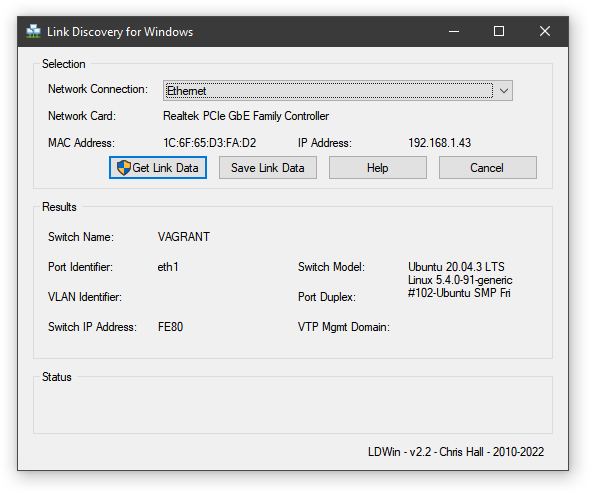 Link Discovery for Windows
Selection
Network Connection: Ethernet
Network Card: Realtek PCIe GbE Family Controller
MAC Address: 1C:6F:65:D3:FA:D2 IP Address: 192.168.1.43
Get Link Data Save Link Data Help Cancel
Results
Switch Name: VAGRANT
Port Identifier: eth1 Switch Model: Ubuntu 20.04.3 LTS
Linux 5.4.0-91-generic
VLAN Identifier: Port Duplex: #102-Ubuntu SMP Fri
Switch IP Address: FE80 VTP Mgmt Domain:
Status
LDWin - v2.2 - Chris Hall - 2010-2022